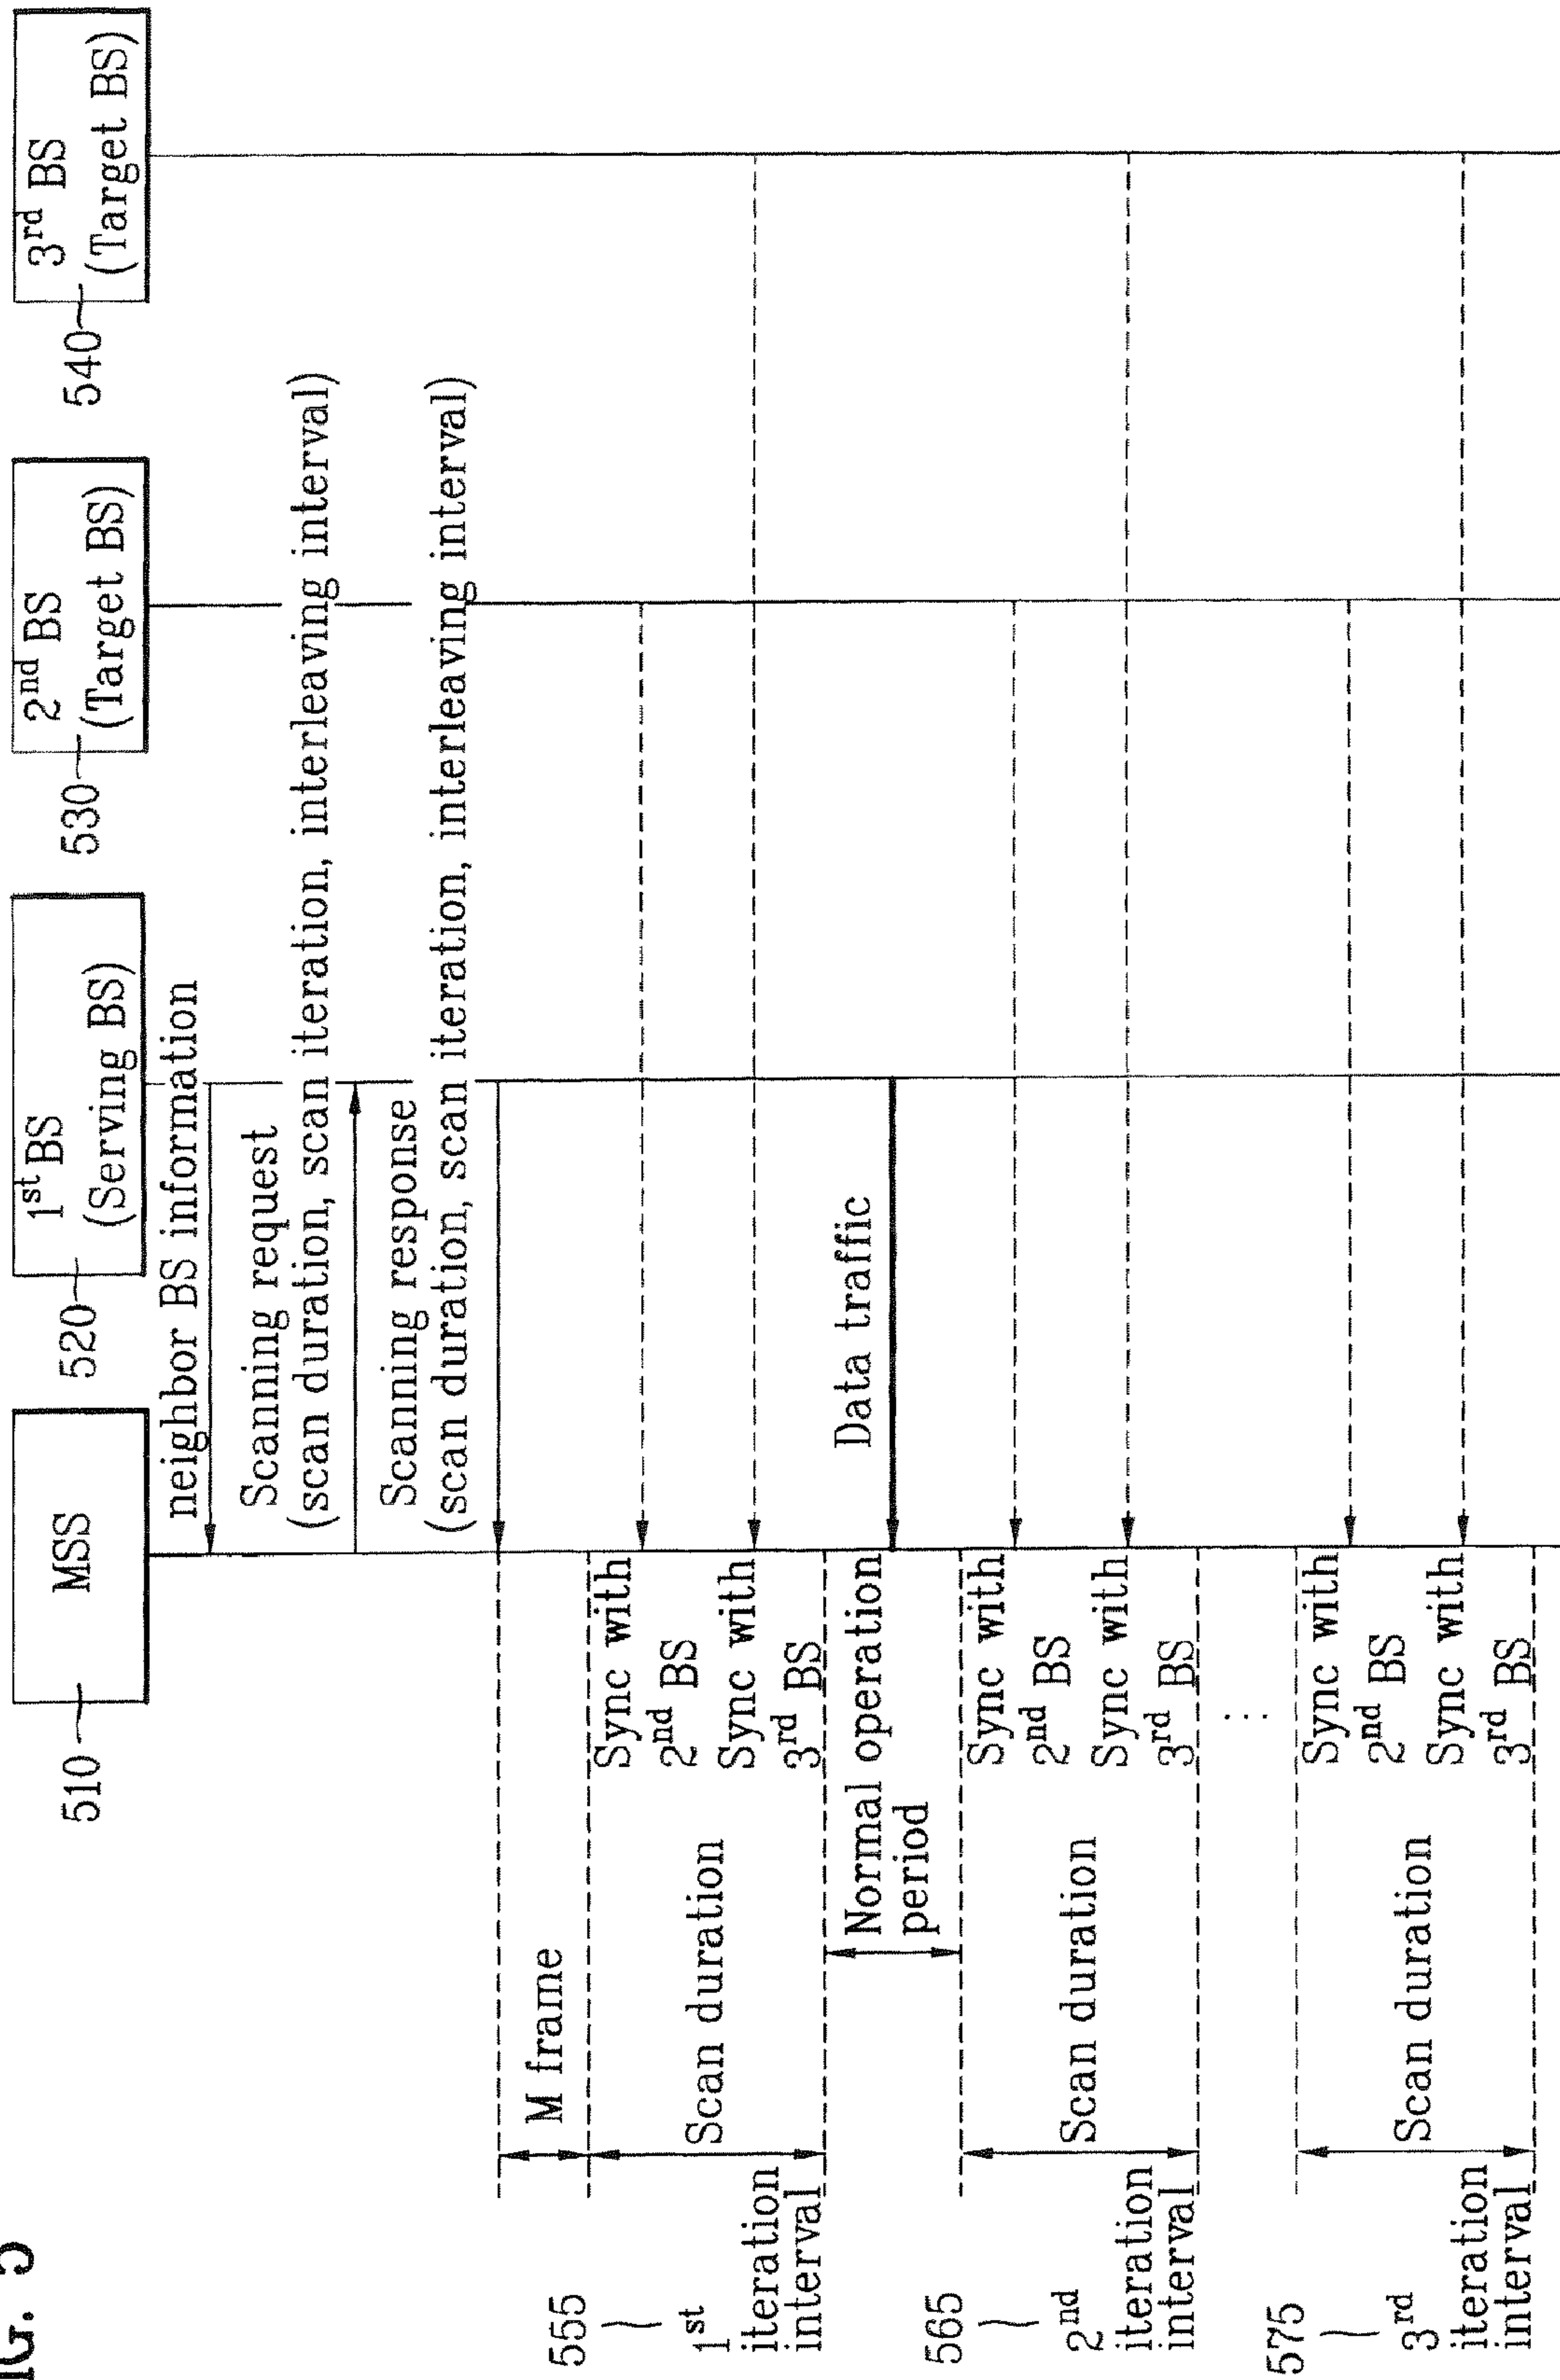 FIG. 5
510
MSS
520
1st BS
(Serving BS)
530
2nd BS
(Target BS)
540
3rd BS
(Target BS)
neighbor BS information
Scanning request
(scan duration, scan iteration, interleaving interval)
Scanning response
(scan duration, scan iteration, interleaving interval)
M frame
555
1st
iteration
interval
Scan duration
Sync with
2nd BS
Sync with
3rd BS
Normal operation
period
Data traffic
565
2nd
iteration
interval
Scan duration
Sync with
2nd BS
Sync with
3rd BS
575
3rd
iteration
interval
Scan duration
Sync with
2nd BS
Sync with
3rd BS